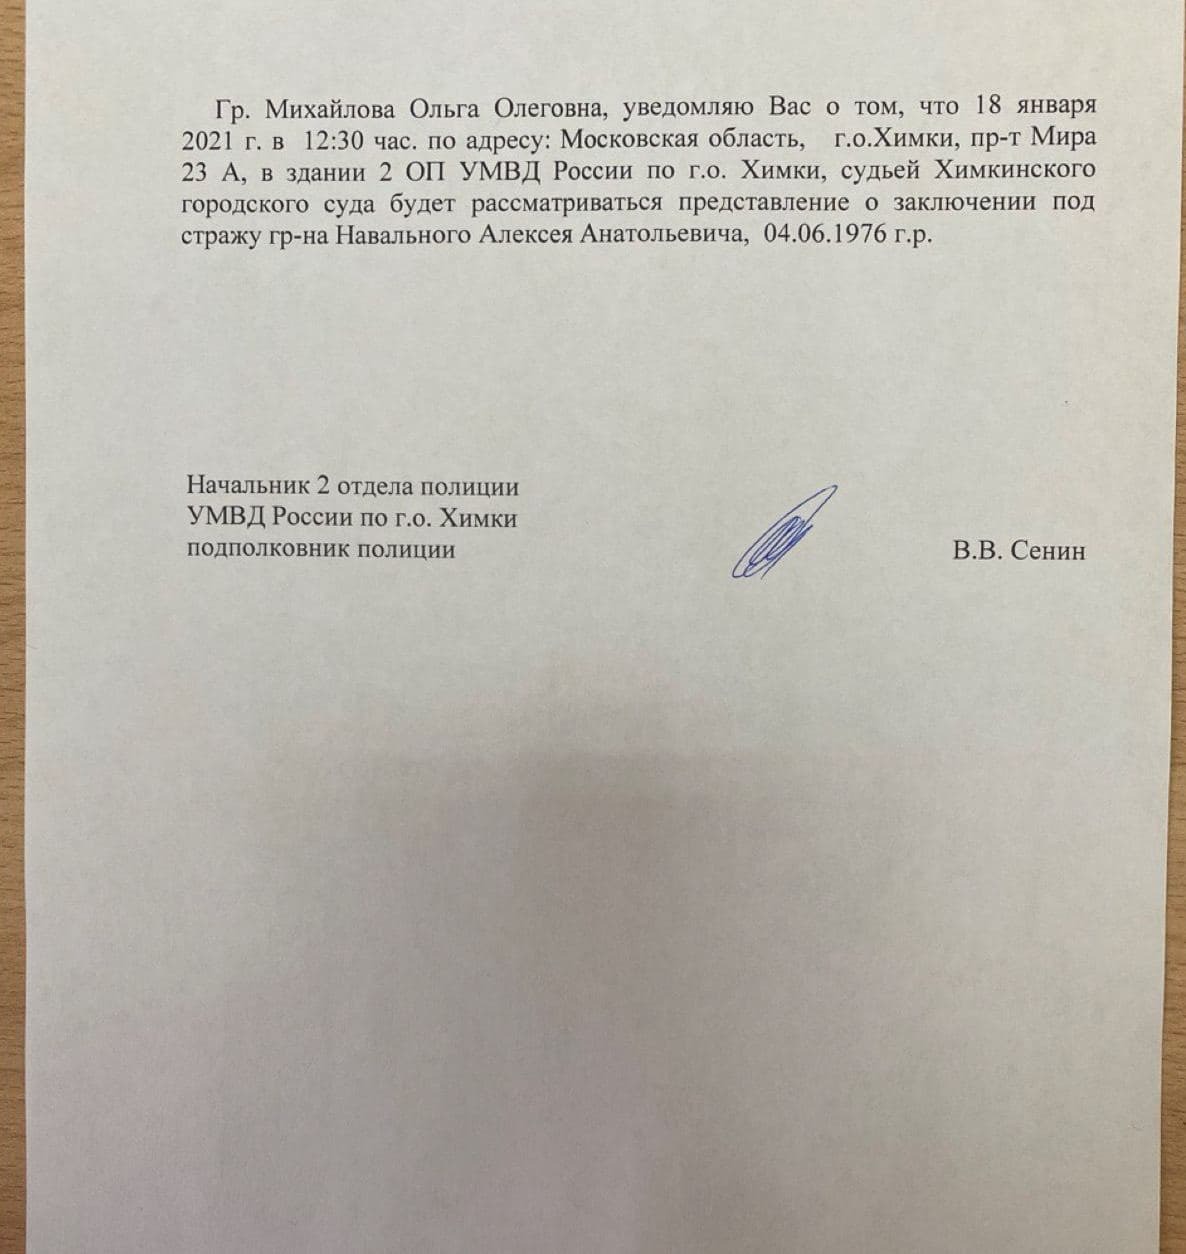 Гр. Михайлова Ольга Олеговна, уведомляю Вас о том, что 18 января
2021 г. в 12:30 час. по адресу: Московская область, г.о.Химки, пр-т Мира
23 А, в здании 2 ОП УМВД России по г.о. Химки, судьей Химкинского
городского суда будет рассматриваться представление о заключении под
стражу гр-на Навального Алексея Анатольевича, 04.06.1976 г.р.
Начальник 2 отдела полиции
УМВД России по г.о. Химки
подполковник полиции В.В. Сенин